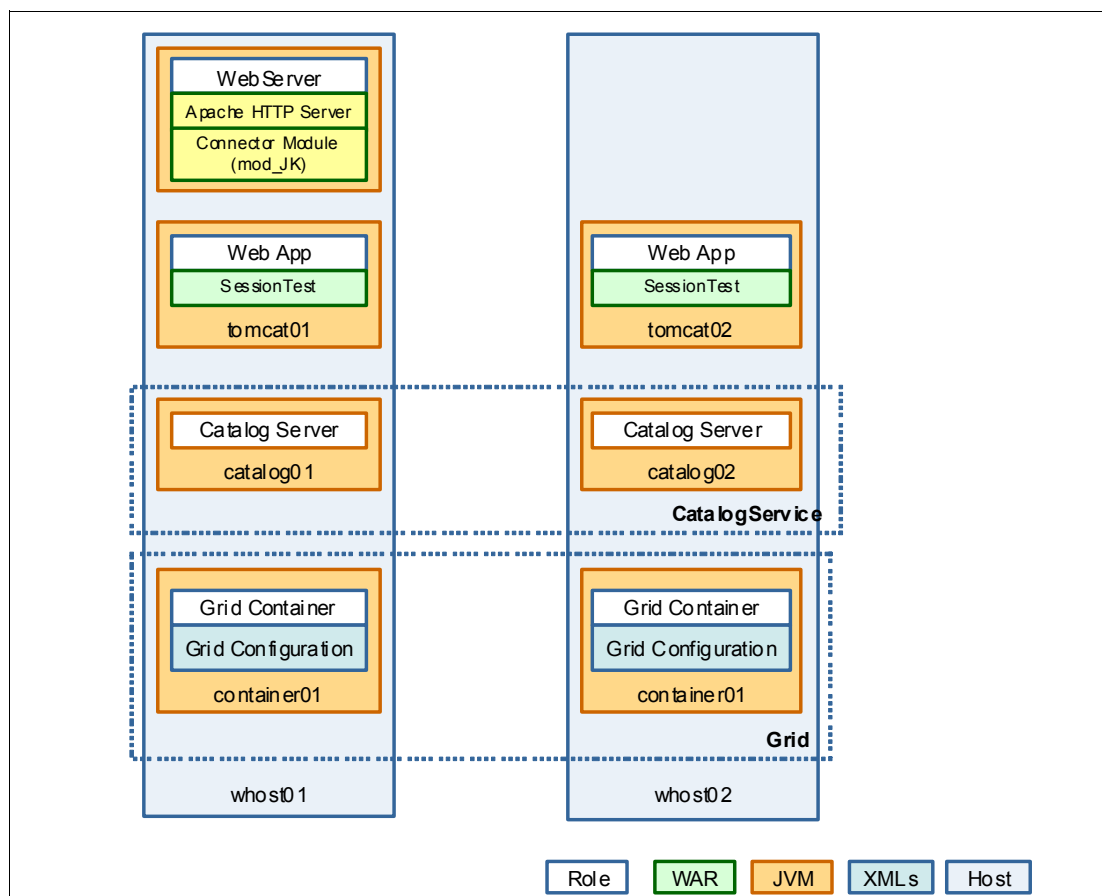 WebServer
Apache HTTP Server
Connector Module
(mod_JK)
Web App
SessionTest
tomcat01
Web App
SessionTest
tomcat02
Catalog Server
catalog01
Catalog Server
catalog02
CatalogService
Grid Container
Grid Configuration
container01
Grid Container
Grid Configuration
container01
Grid
whost01
whost02
Role
WAR
JVM
XMLs
Host